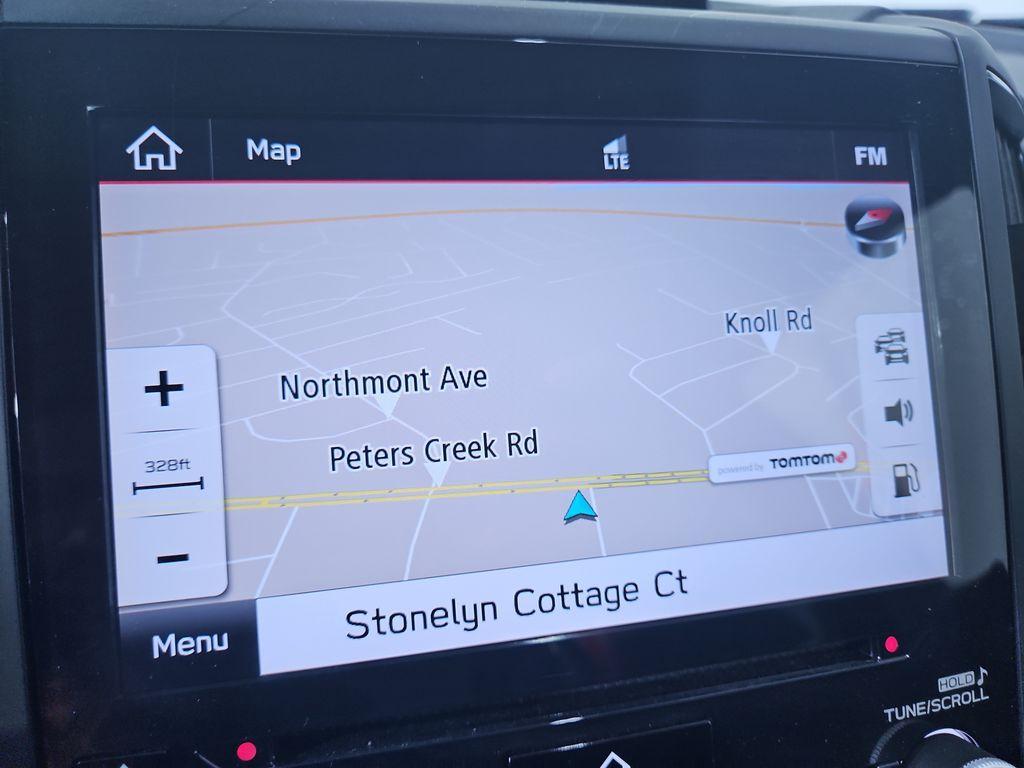 Map
LTE
FM
Knoll Rd
Northmont Ave
Peters Creek Rd
+
328ft
-
powered by TOMTOM
Menu
Stonelyn Cottage Ct
HOLD
TUNE/SCROLL